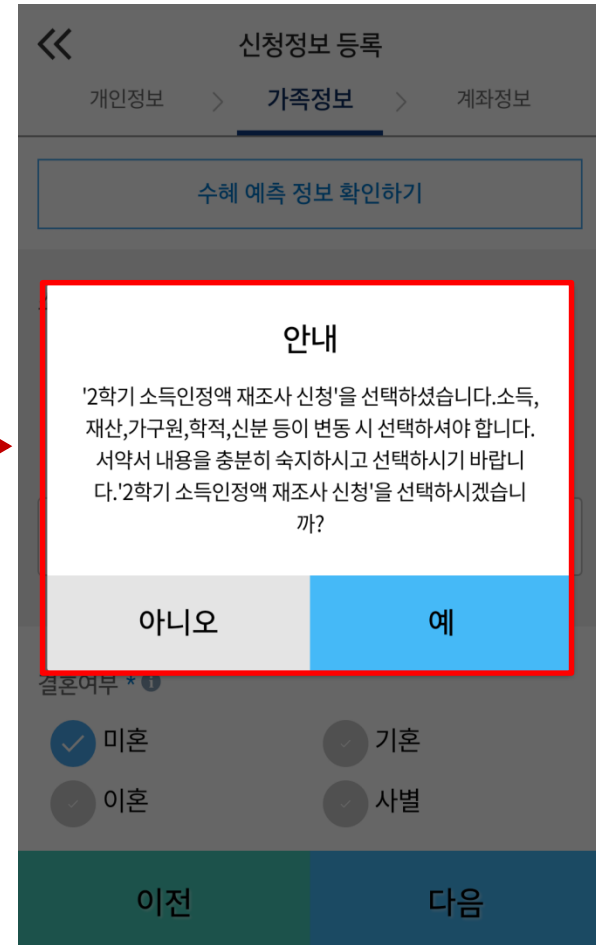 신청정보 등록
개인정보 > 가족정보 > 계좌정보
수혜 예측 정보 확인하기
안내
'2학기 소득인정액 재조사 신청'을 선택하셨습니다.소득,
재산,가구원,학적,신분 등이 변동 시 선택하셔야 합니다.
서약서 내용을 충분히 숙지하시고 선택하시기 바랍니
다.'2학기 소득인정액 재조사 신청'을 선택하시겠습니
까?
아니오 예
결혼여부 *
미혼 기혼
이혼 사별
이전 다음